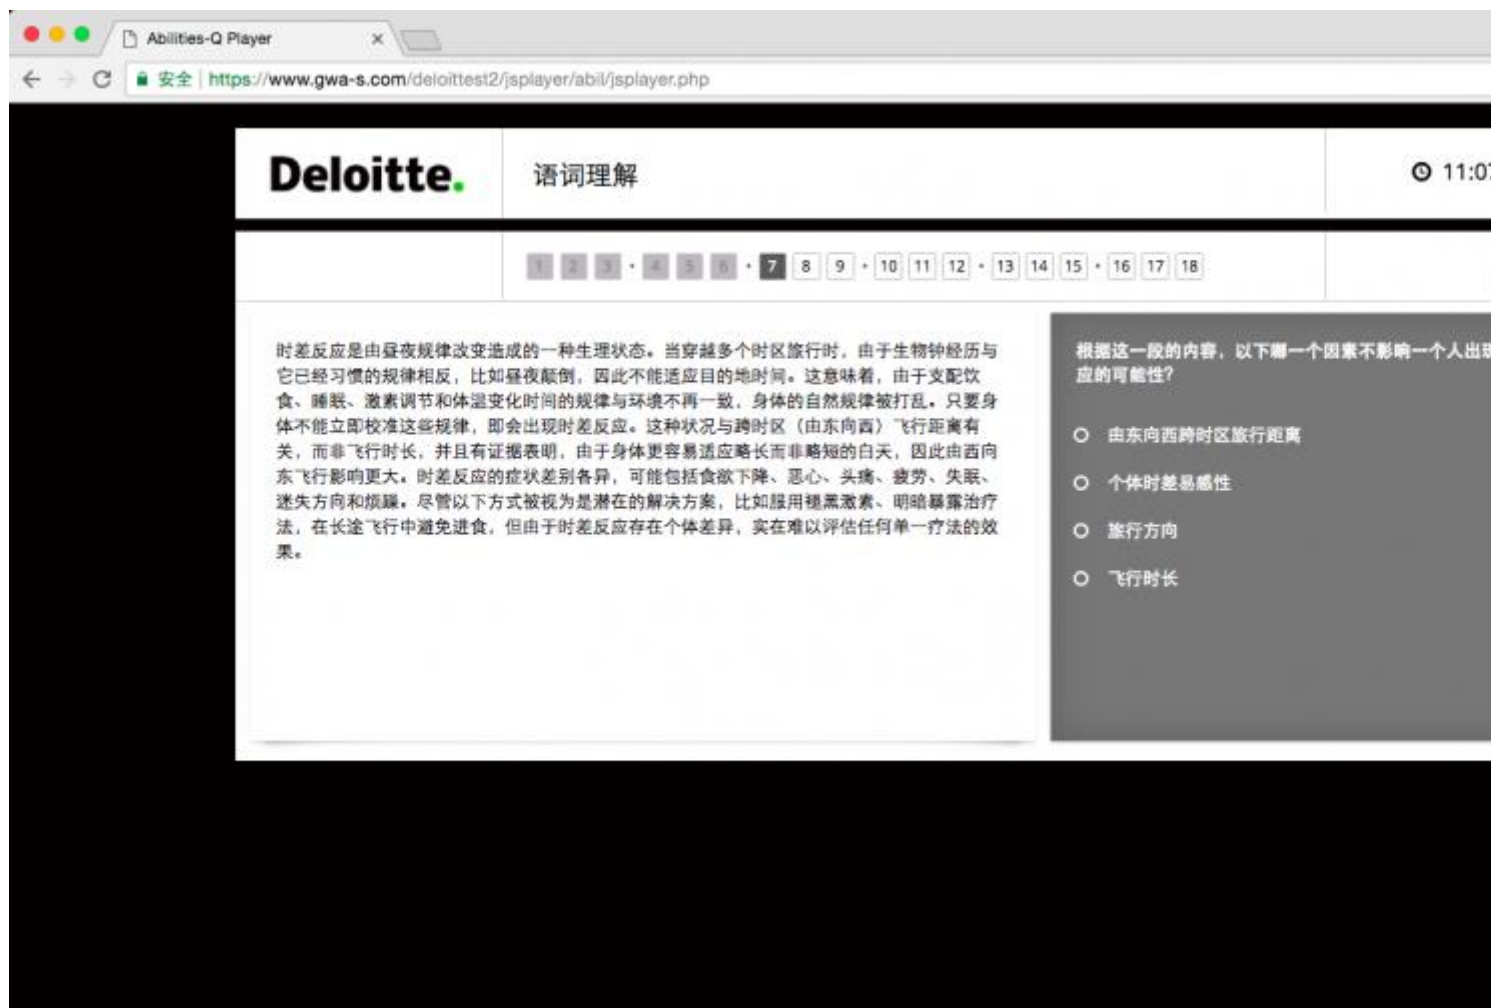 Abilities-Q Player
安全 | https://www.gwa-s.com/deloittest2/jsplayer/abil/jsplayer.php
Deloitte.
语词理解
11:07
1 2 3 • 4 5 6 • 7 8 9 • 10 11 12 • 13 14 15 • 16 17 18
时差反应是由昼夜规律改变造成的一种生理状态。当穿越多个时区旅行时，由于生物钟经历与
它已经习惯的规律相反，比如昼夜颠倒，因此不能适应目的地时间。这意味着，由于支配饮
食、睡眠、激素调节和体温变化时间的规律与环境不再一致，身体的自然规律被打乱。只要身
体不能立即校准这些规律，即会出现时差反应。这种状况与跨时区（由东向西）飞行距离有
关，而非飞行时长，并且有证据表明，由于身体更容易适应略长而非略短的白天，因此由西向
东飞行影响更大。时差反应的症状差别各异，可能包括食欲下降、恶心、头痛、疲劳、失眠、
迷失方向和烦躁。尽管以下方式被视为是潜在的解决方案，比如服用褪黑激素、明暗暴露治疗
法，在长途飞行中避免进食，但由于时差反应存在个体差异，实在难以评估任何单一疗法的效
果。
根据这一段的内容，以下哪一个因素不影响一个人出现
应的可能性？
由东向西跨时区旅行距离
个体时差易感性
旅行方向
飞行时长